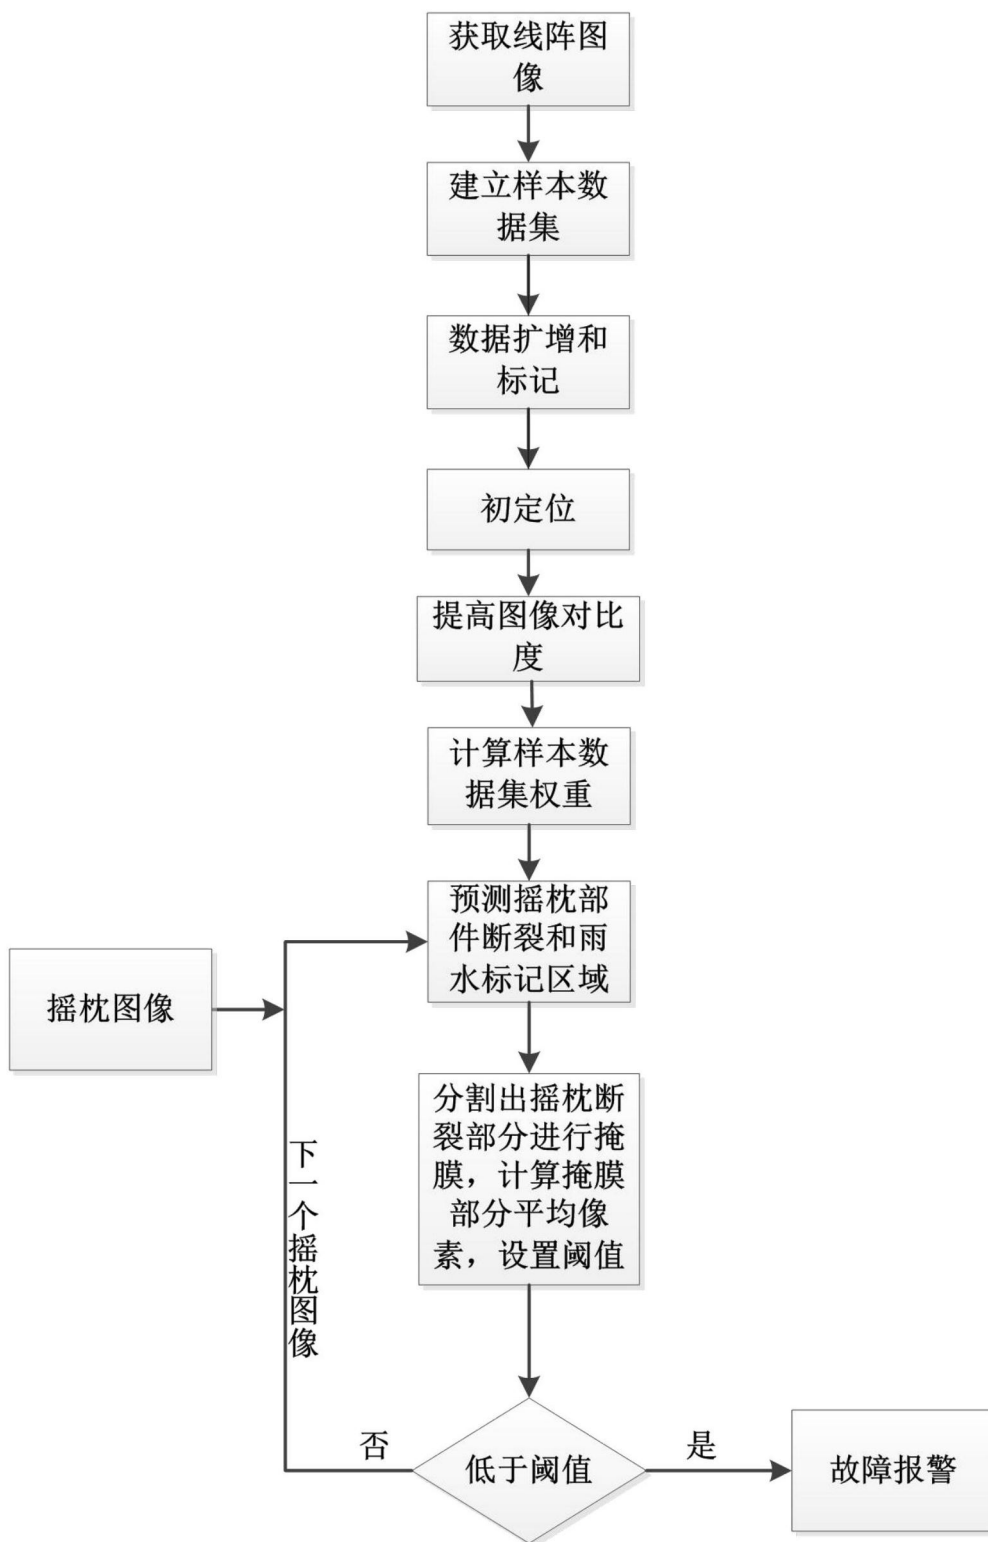 获取线阵图
像
建立样本数
据集
数据扩增和
标记
初定位
提高图像对比
度
计算样本数
据集权重
预测摇枕部
件断裂和雨
水标记区域
摇枕图像
分割出摇枕断
裂部分进行掩
膜，计算掩膜
部分平均像
素，设置阈值
下一个摇枕图像
否
低于阈值
是
故障报警